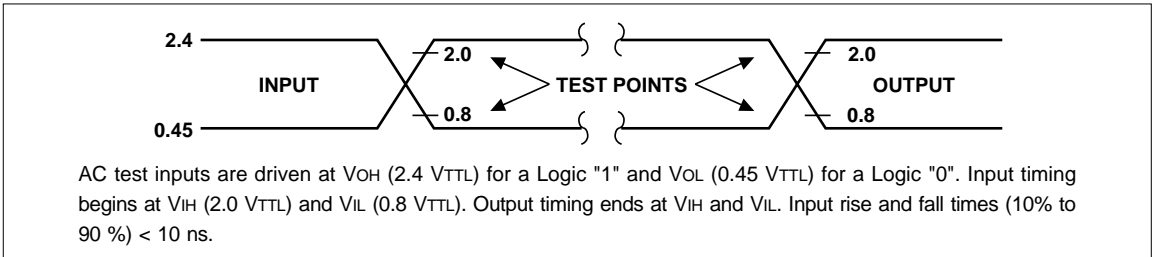 2.4
2.0
2.0
INPUT
TEST POINTS
OUTPUT
0.8
0.8
0.45
AC test inputs are driven at VOH (2.4 VTTL) for a Logic "1" and VOL (0.45 VTTL) for a Logic "0". Input timing
begins at VIH (2.0 VTTL) and VIL (0.8 VTTL). Output timing ends at VIH and VIL. Input rise and fall times (10% to
90 %) < 10 ns.